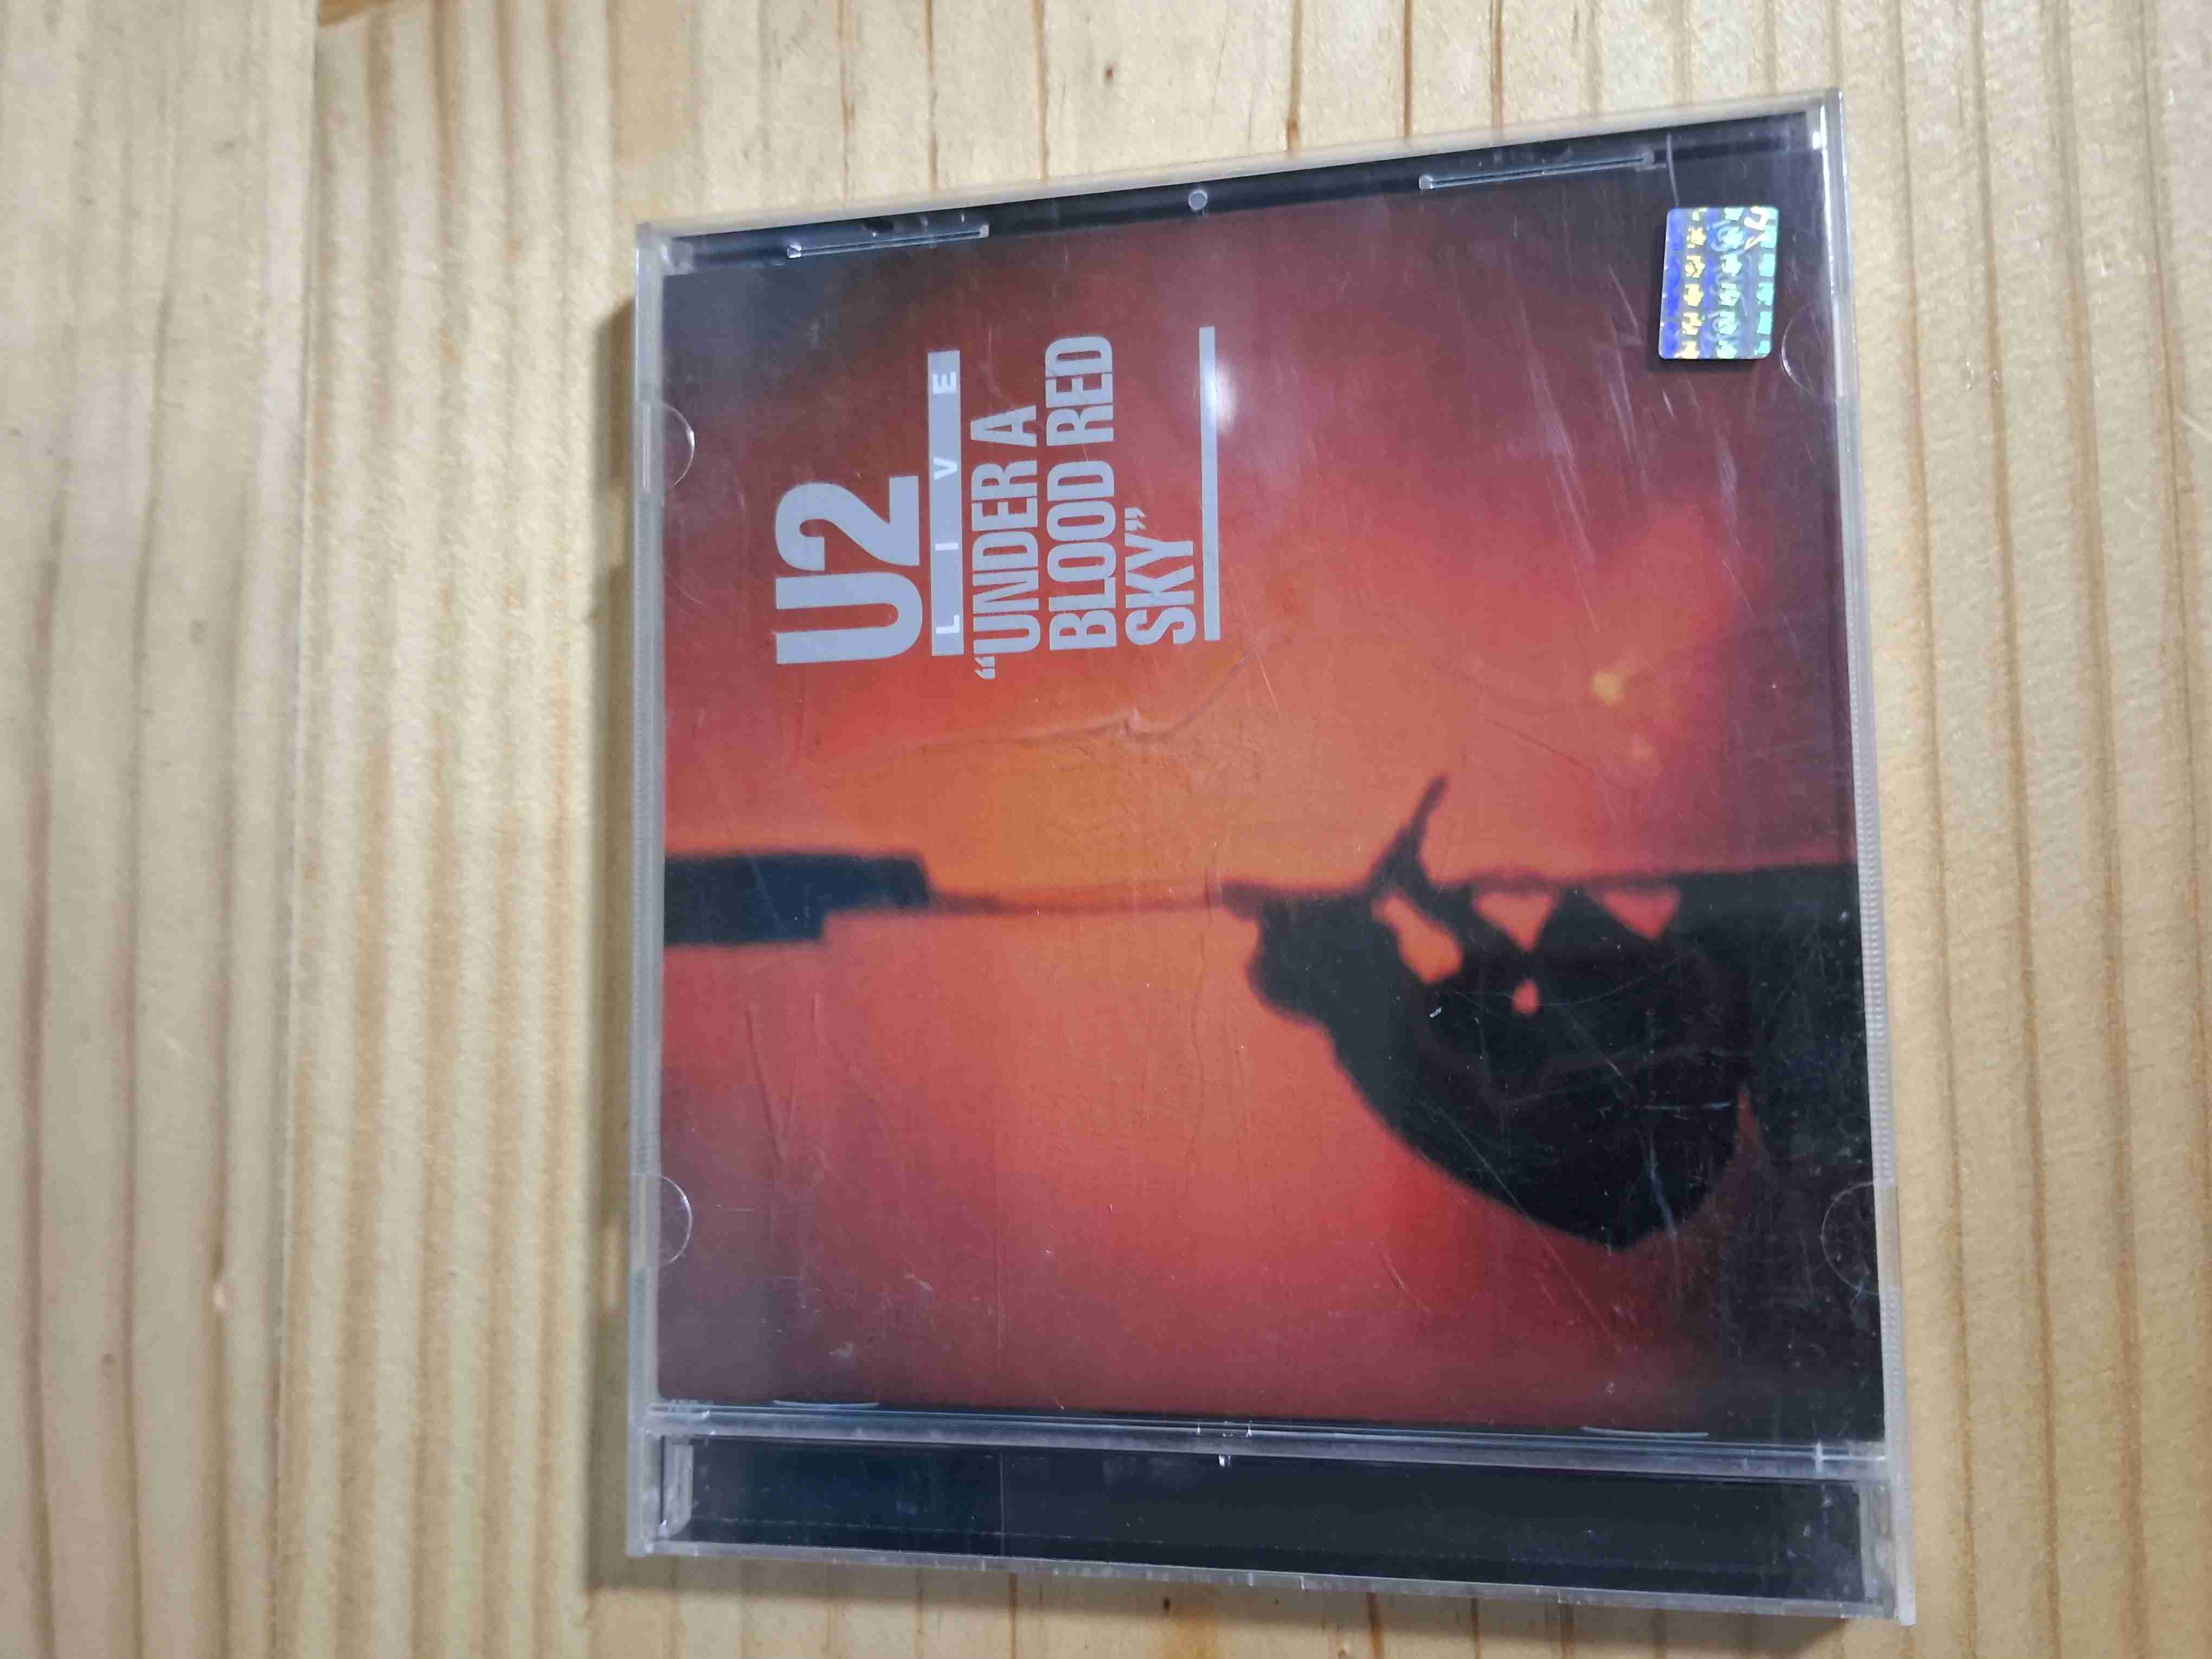 U2
LIVE
“UNDER A
BLOOD RED
SKY”